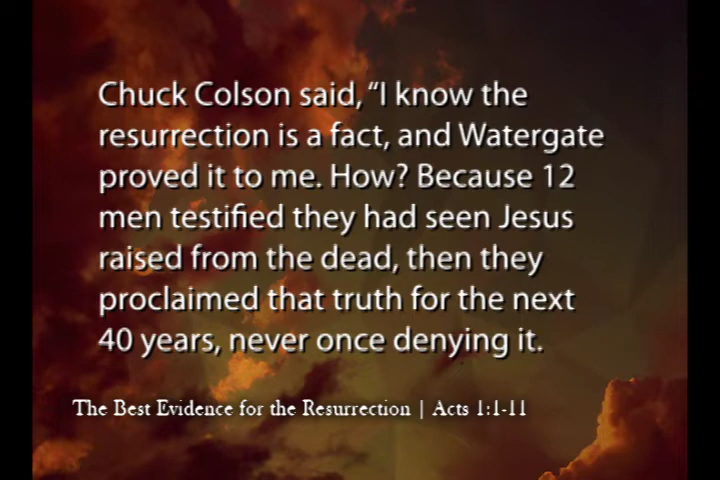 Chuck Colson said, “I know the
resurrection is a fact, and Watergate
proved it to me. How? Because 12
men testified they had seen Jesus
raised from the dead, then they
proclaimed that truth for the next
40 years, never once denying it.
The Best Evidence for the Resurrection | Acts 1:1-11